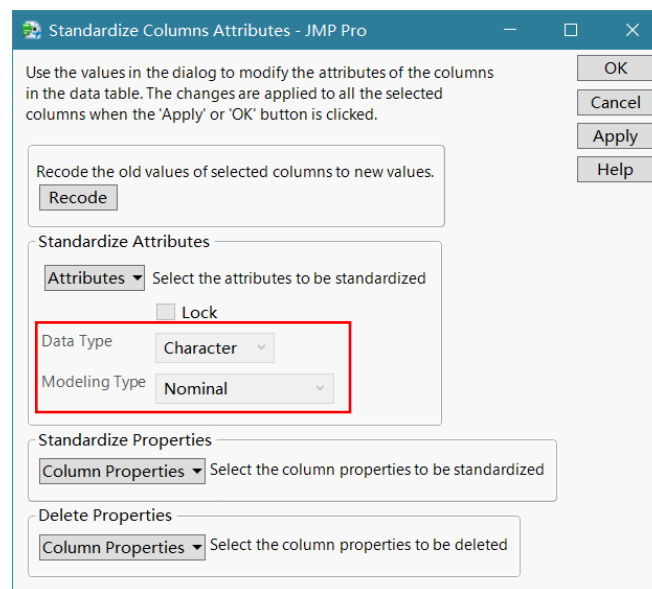 Standardize Columns Attributes - JMP Pro
Use the values in the dialog to modify the attributes of the columns
in the data table. The changes are applied to all the selected
columns when the 'Apply' or 'OK' button is clicked.
OK
Cancel
Apply
Help
Recode the old values of selected columns to new values.
Recode
Standardize Attributes
Attributes Select the attributes to be standardized
Lock
Data Type Character
Modeling Type Nominal
Standardize Properties
Column Properties Select the column properties to be standardized
Delete Properties
Column Properties Select the column properties to be deleted